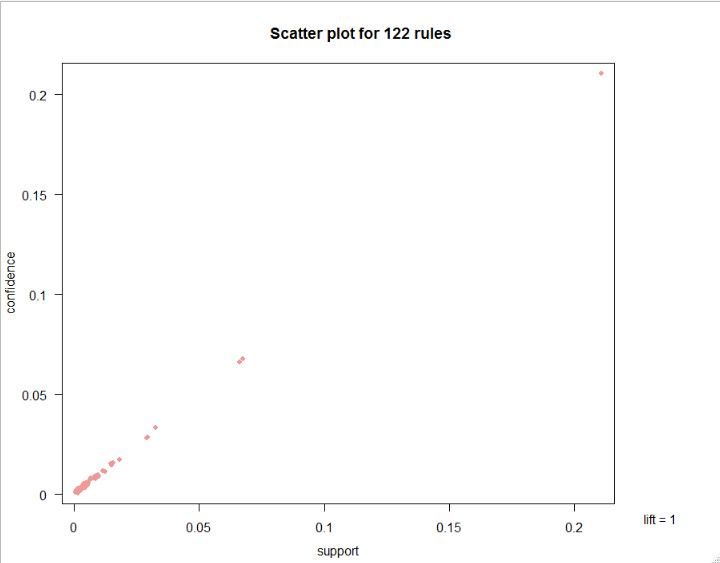 Scatter plot for 122 rules
0.2
0.15
0.1
0.05
0
confidence
0
0.05
0.1
0.15
0.2
support
lift = 1